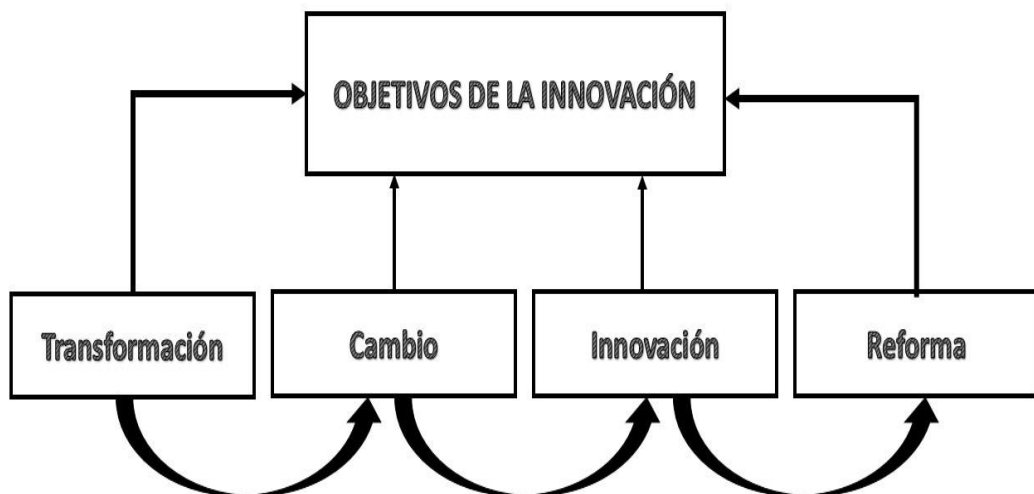 OBJETIVOS DE LA INNOVACIÓN
Transformación
Cambio
Innovación
Reforma